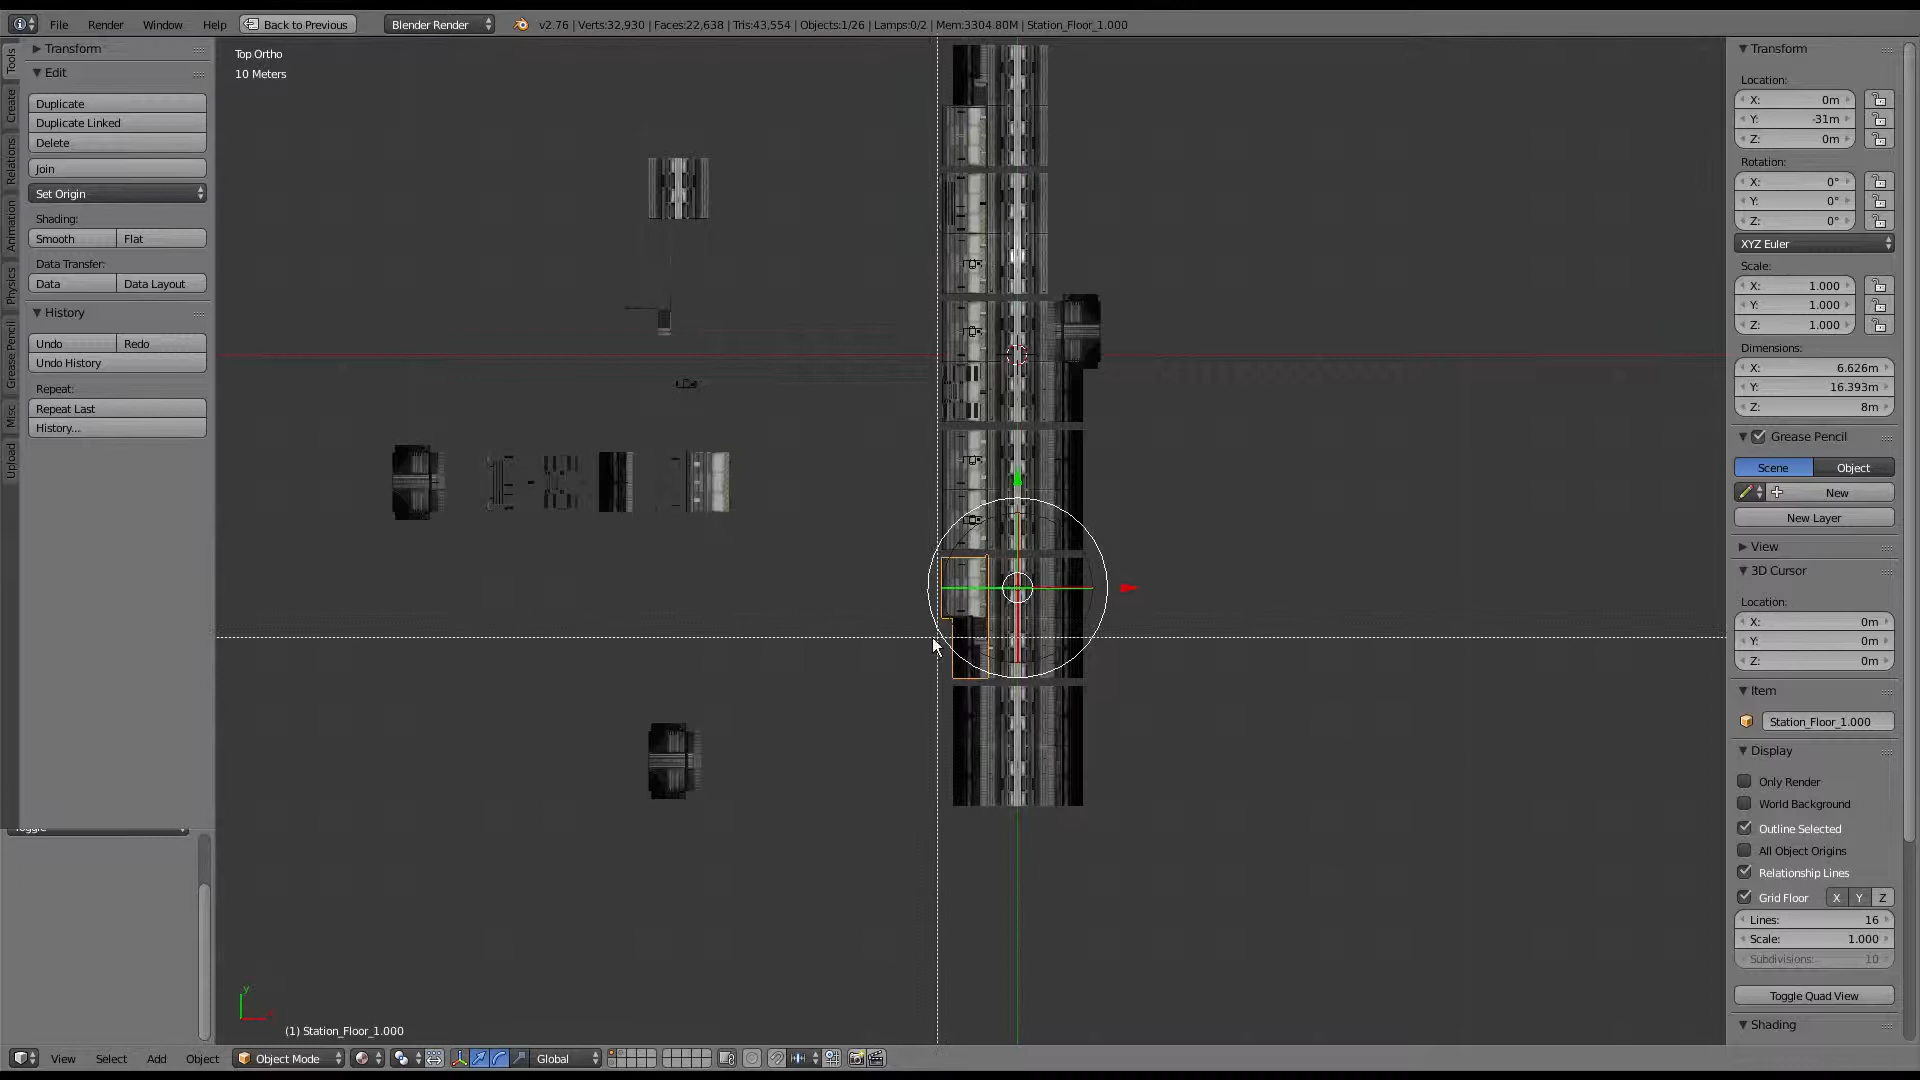 File Render Window Help Back to Previous Blender Render v2.76 | Verts:32,930 | Faces:22,638 | Tris:43,554 | Objects:1/26 | Lamps:0/2 | Mem:3304.80M | Station_Floor_1.000
Tools
Create
Relations
Animation
Physics
Grease Pencil
Misc
Upload
Transform
Edit
Duplicate
Duplicate Linked
Delete
Join
Set Origin
Shading:
Smooth Flat
Data Transfer:
Data Data Layout
History
Undo Redo
Undo History
Repeat:
Repeat Last
History...
Toggle
Top Ortho
10 Meters
y
(1) Station_Floor_1.000
Transform
Location:
X: 0m
Y: -31m
Z: 0m
Rotation:
X: 0°
Y: 0°
Z: 0°
XYZ Euler
Scale:
X: 1.000
Y: 1.000
Z: 1.000
Dimensions:
X: 6.626m
Y: 16.393m
Z: 8m
Grease Pencil
Scene Object
New
New Layer
View
3D Cursor
Location:
X: 0m
Y: 0m
Z: 0m
Item
Station_Floor_1.000
Display
Only Render
World Background
Outline Selected
All Object Origins
Relationship Lines
Grid Floor X Y Z
Lines: 16
Scale: 1.000
Subdivisions: 10
Toggle Quad View
Shading
View Select Add Object Object Mode Global